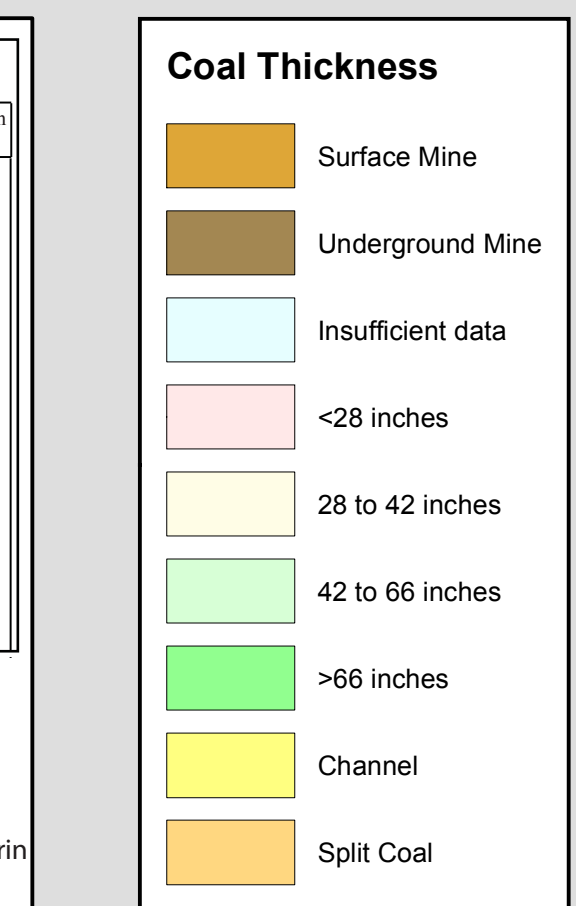 n
rin
Coal Thickness
Surface Mine
Underground Mine
Insufficient data
<28 inches
28 to 42 inches
42 to 66 inches
>66 inches
Channel
Split Coal